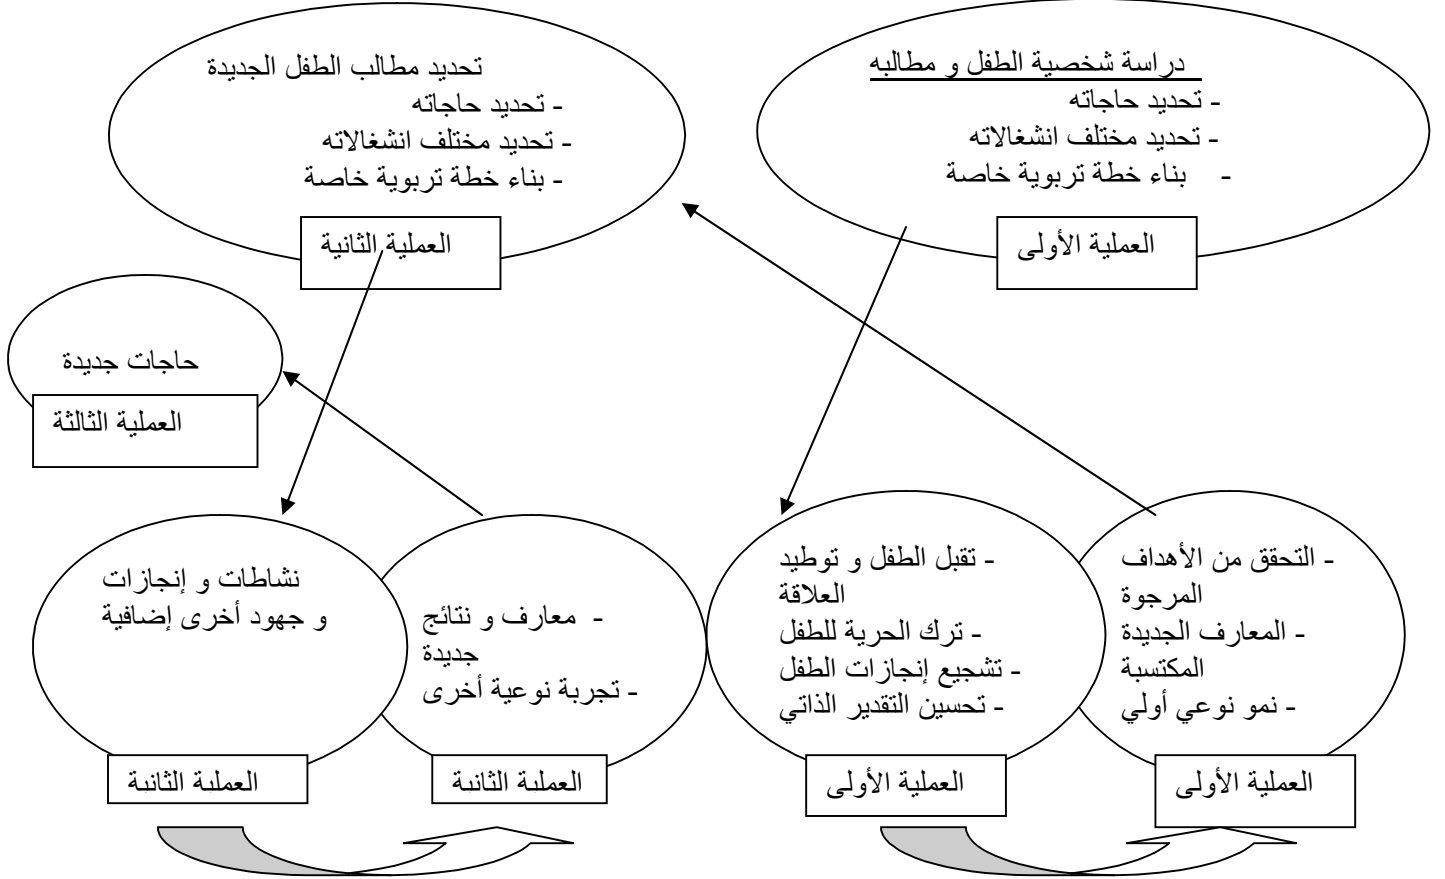 دراسة شخصية الطفل و مطالبه
- تحديد حاجاته
- تحديد مختلف انشغالاته
- بناء خطة تربوية خاصة
العملية الأولى
تحديد مطالب الطفل الجديدة
- تحديد حاجاته
- تحديد مختلف انشغالاته
- بناء خطة تربوية خاصة
العملية الثانية
حاجات جديدة
العملية الثالثة
- التحقق من الأهداف
المرجوة
- المعارف الجديدة
المكتسبة
- نمو نوعي أولي
العملية الأولى
- تقبل الطفل و توطيد
العلاقة
- ترك الحرية للطفل
- تشجيع إنجازات الطفل
- تحسين التقدير الذاتي
العملية الأولى
- معارف و نتائج
جديدة
- تجربة نوعية أخرى
العملية الثانية
نشاطات و إنجازات
و جهود أخرى إضافية
العملية الثانية